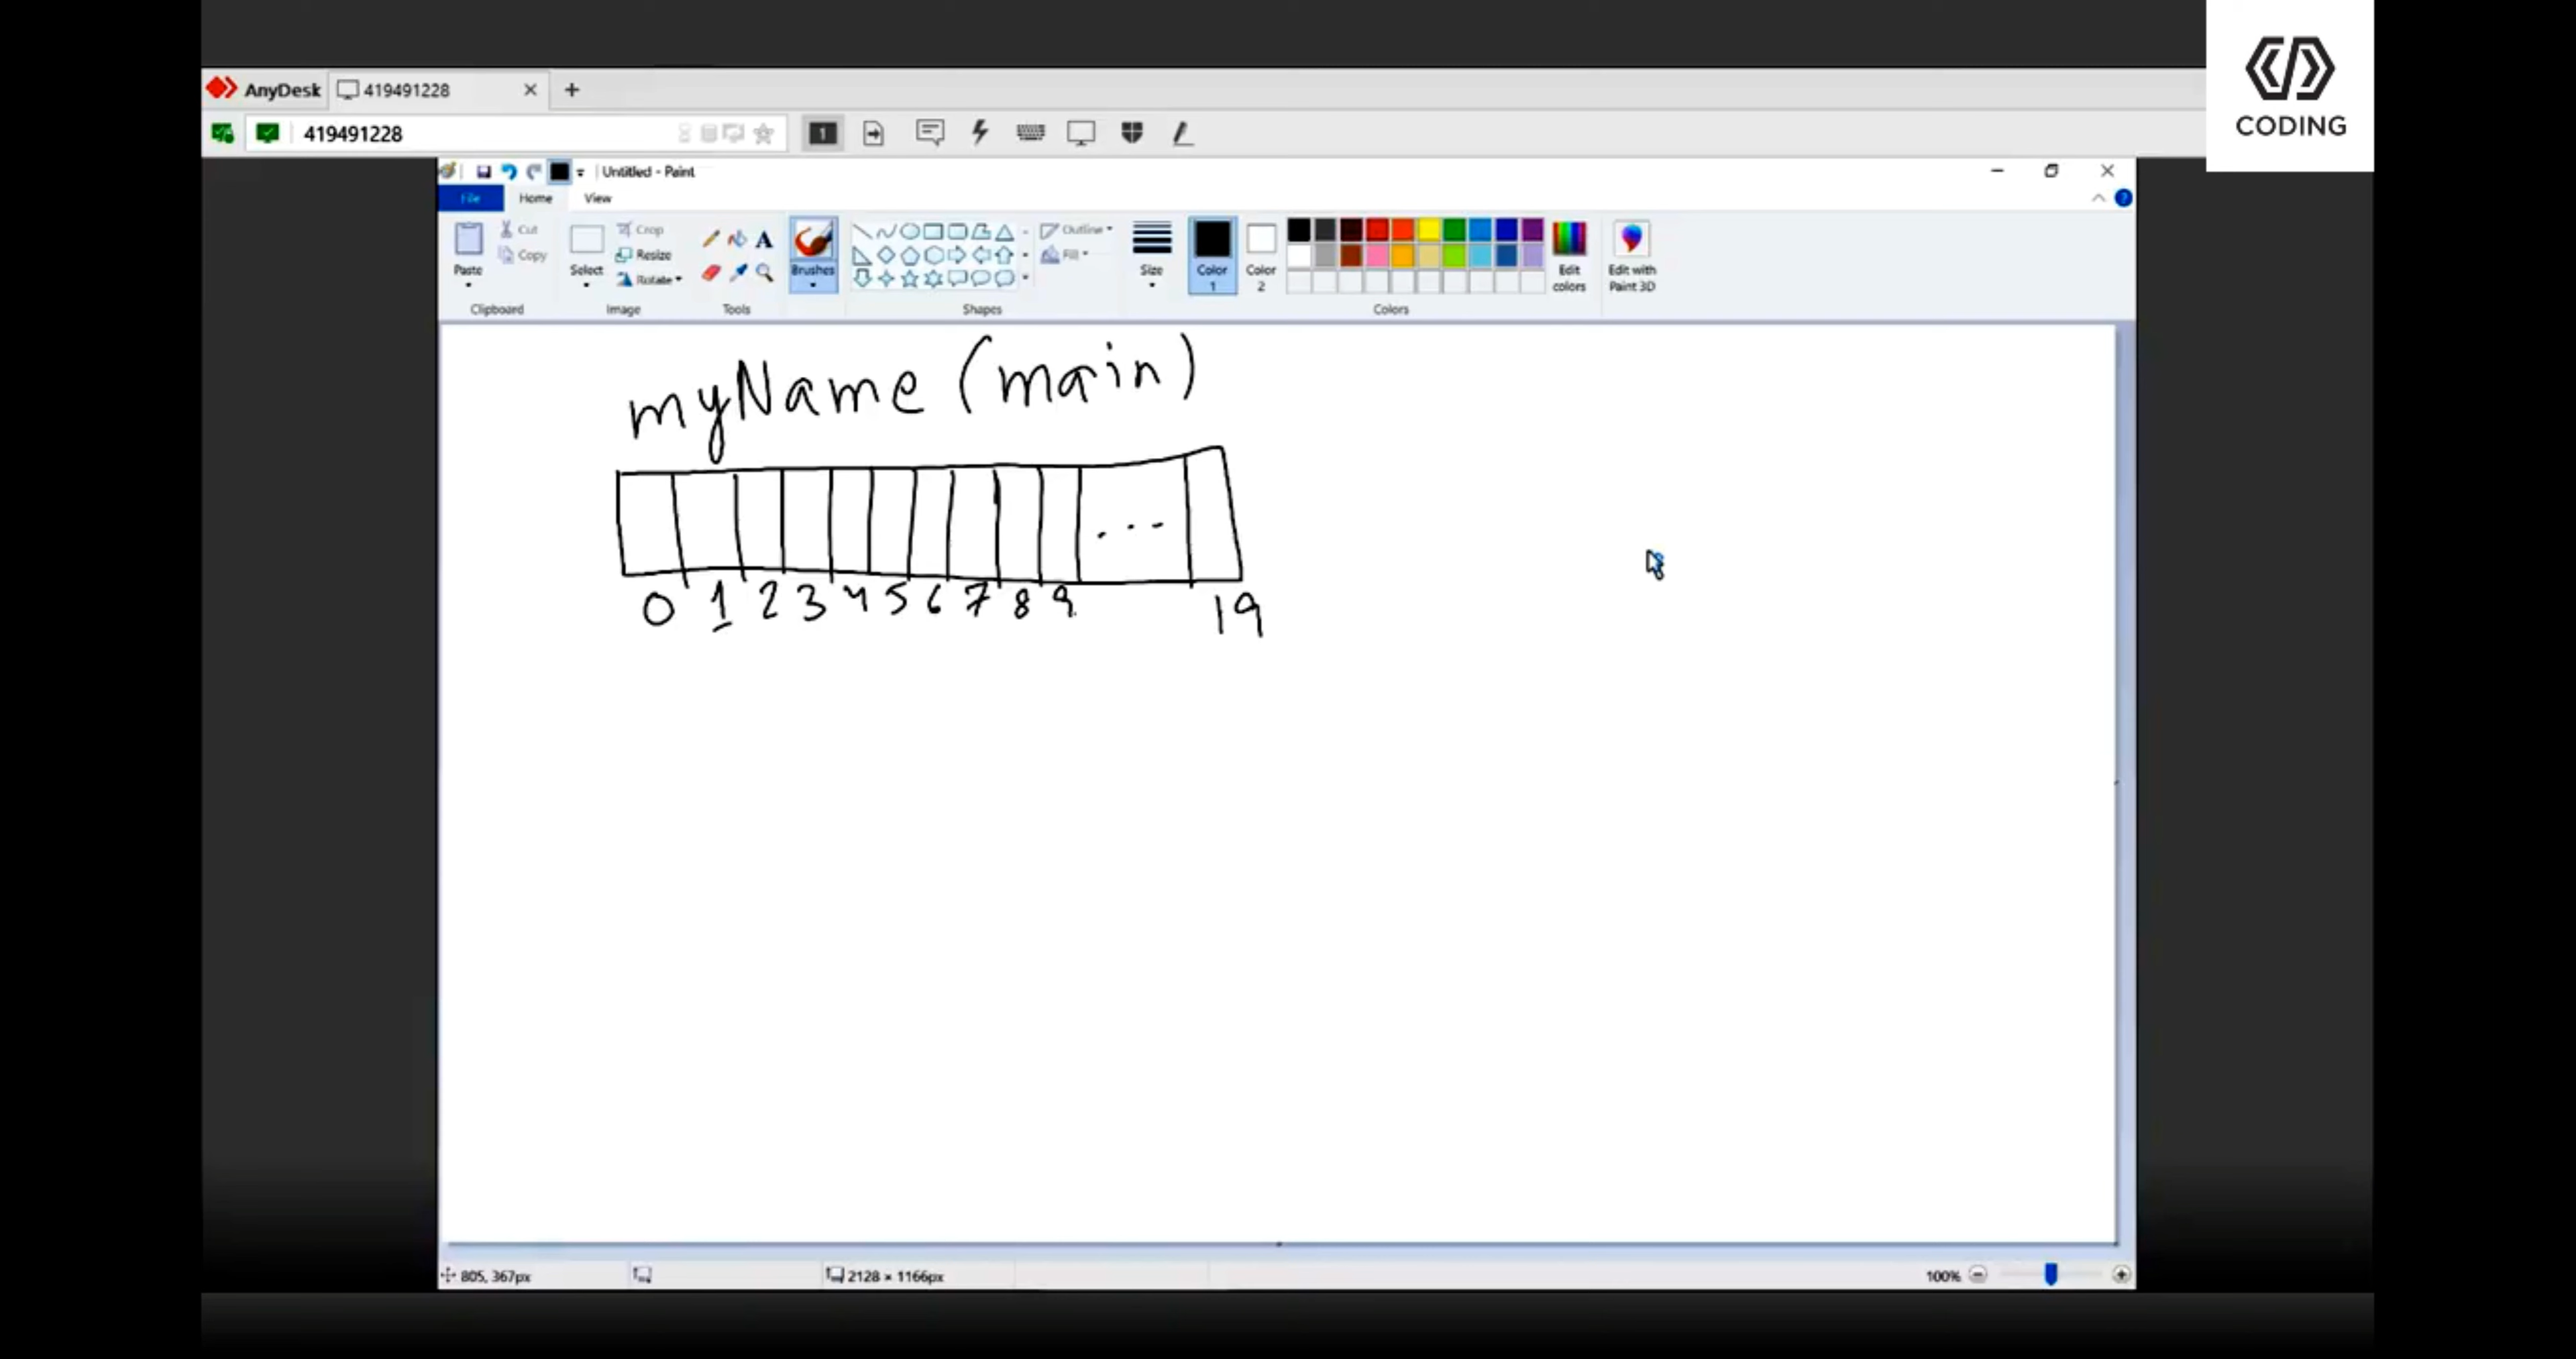 CODING
AnyDesk 419491228
419491228 1
Untitled - Paint
File Home View
Paste Cut Copy Select Crop Resize Rotate A Brushes Outline Fill Size Color 1 Color 2 Edit colors Edit with Paint 3D
Clipboard Image Tools Shapes Colors
myName (main)
...
0 1 2 3 4 5 6 7 8 9 19
805, 367px 2128 × 1166px 100%